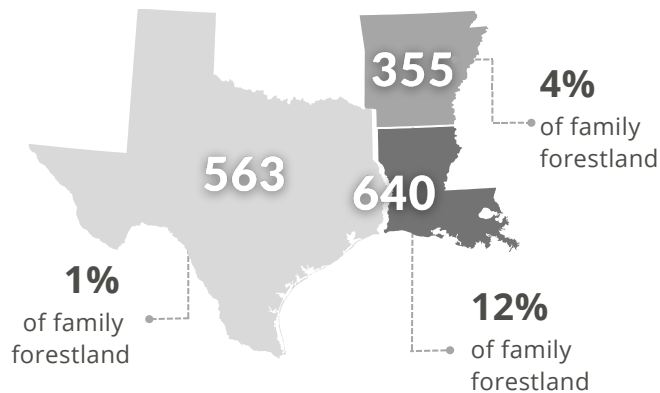 355
4%
of family
forestland
563
640
1%
of family
forestland
12%
of family
forestland